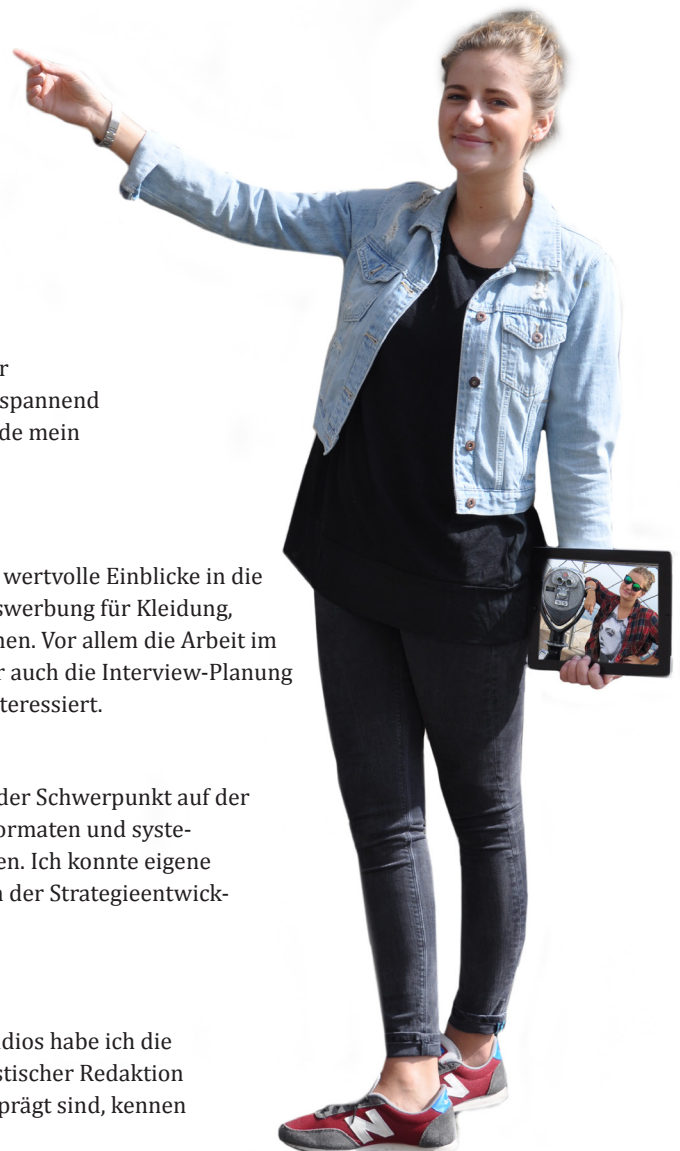 r
spannend
de mein
wertvolle Einblicke in die
swerbung für Kleidung,
nen. Vor allem die Arbeit im
r auch die Interview-Planung
teressiert.
der Schwerpunkt auf der
ormaten und syste-
en. Ich konnte eigene
n der Strategieentwick-
dios habe ich die
stischer Redaktion
prägt sind, kennen
N